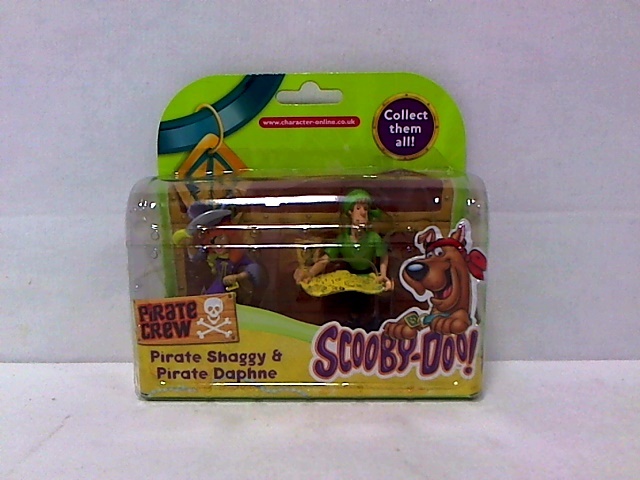 www.character-online.co.uk
Collect
them
all!
PIRATE
CREW
Pirate Shaggy &
Pirate Daphne
SCOOBY-DOO!